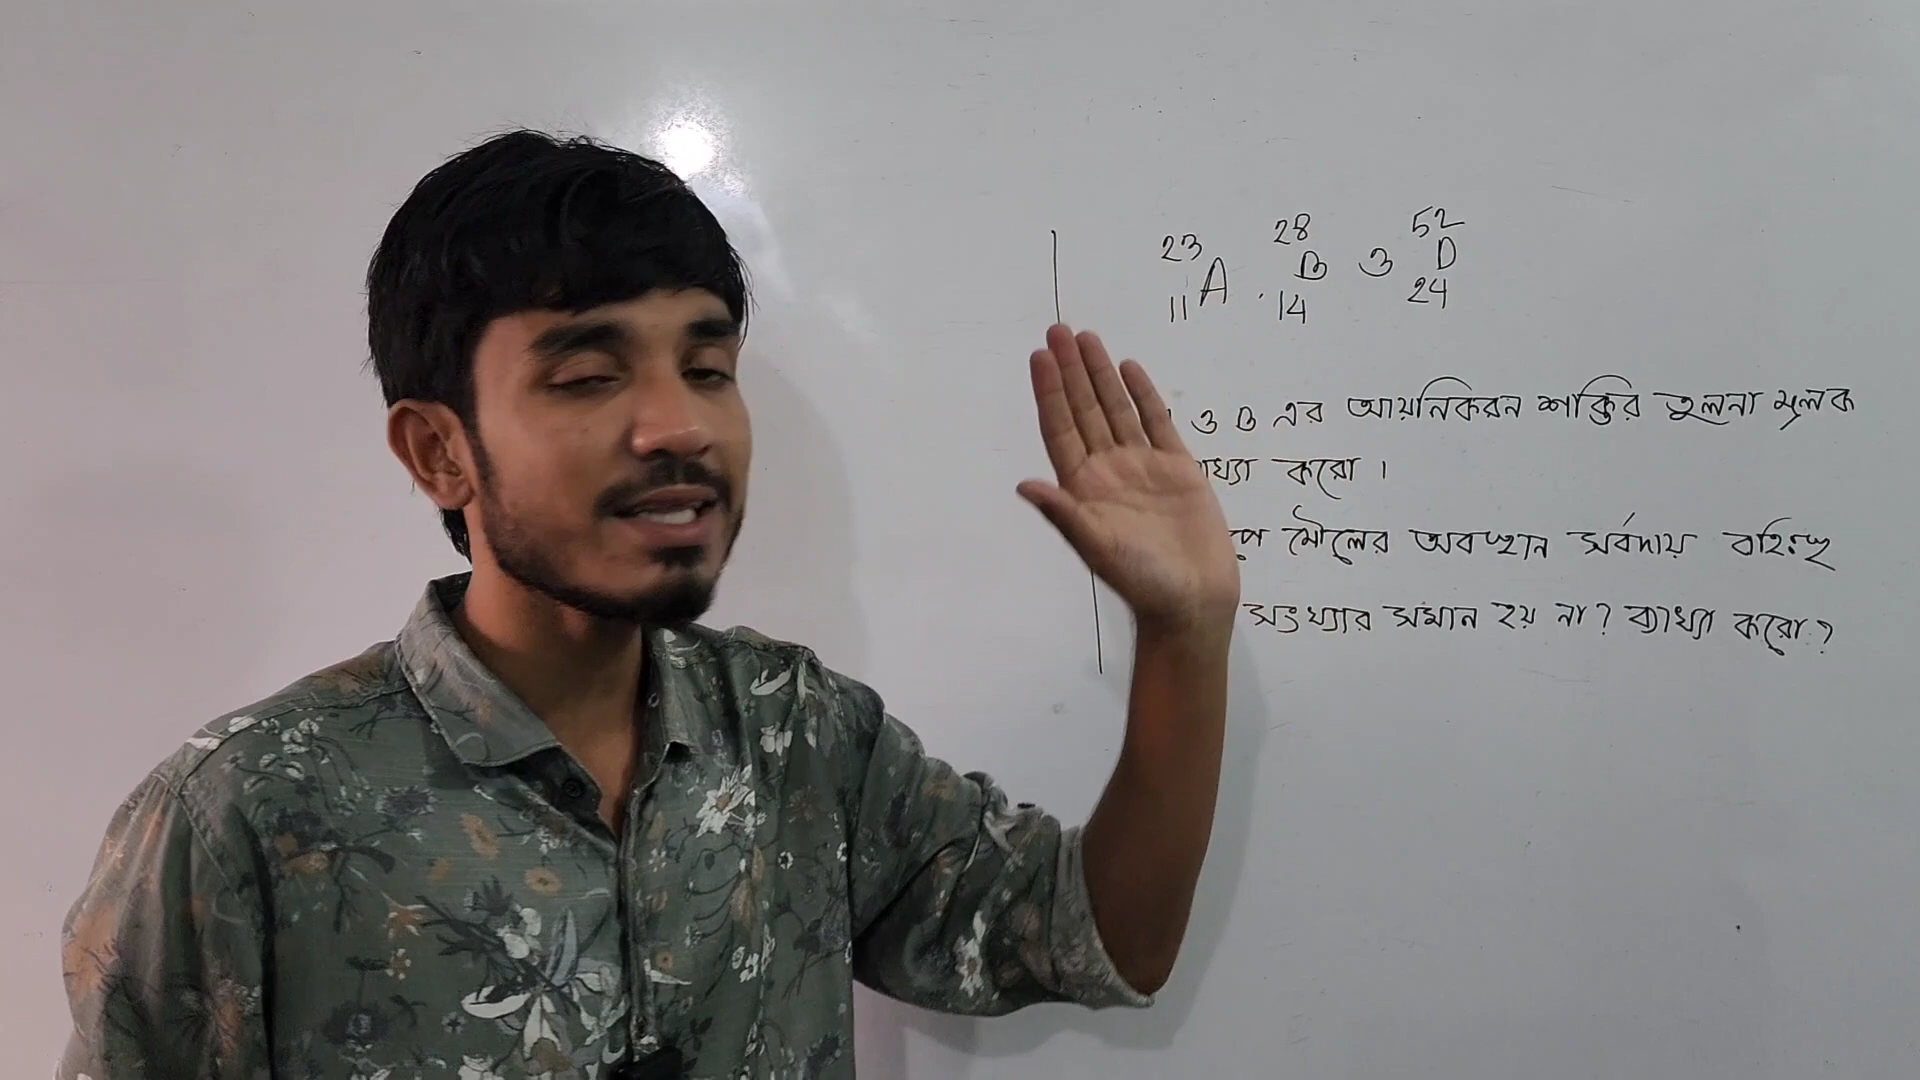 23 28 52
A . B ও D
11 14 24
ও B এর আয়নিকরন শক্তির তুলনা মূলক
করো ।
মৌলের অবস্থান সর্বদায় বহিঃস্থ
সংখ্যার সমান হয় না? ব্যাখ্যা করো?